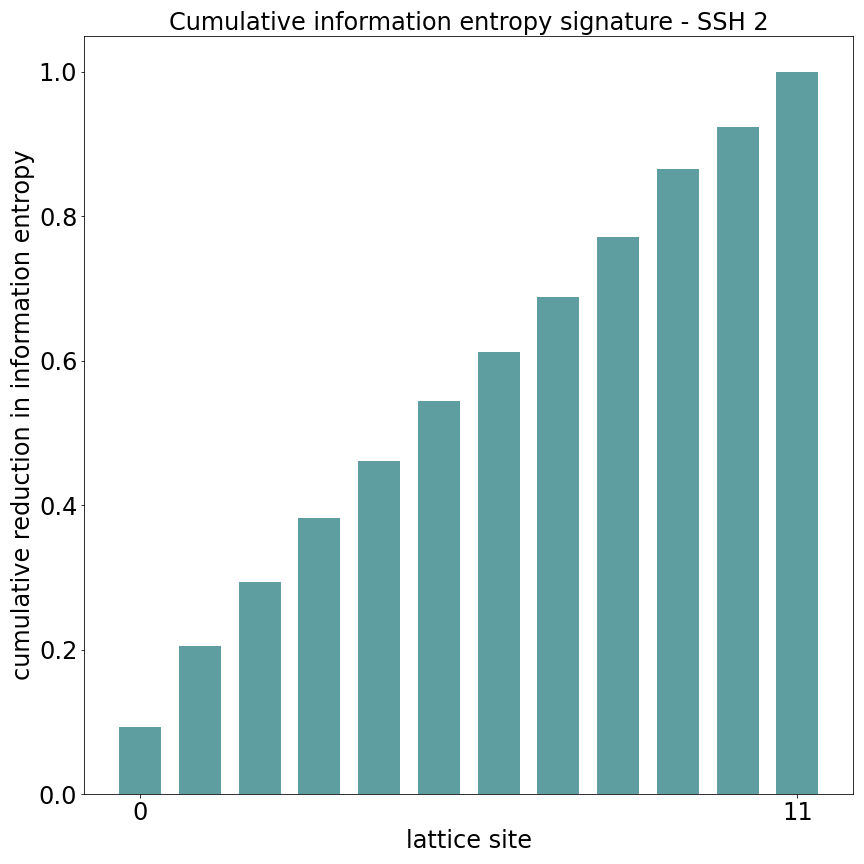 Cumulative information entropy signature - SSH 2
cumulative reduction in information entropy
1.0
0.8
0.6
0.4
0.2
0.0
0
11
lattice site